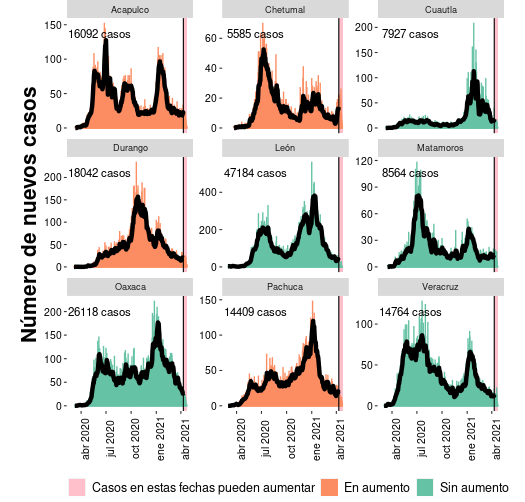 Número de nuevos casos
Acapulco
150
100
50
0
16092 casos
Chetumal
60
40
20
0
5585 casos
Cuautla
200
150
100
50
0
7927 casos
Durango
200
150
100
50
0
18042 casos
León
400
200
0
47184 casos
Matamoros
120
90
60
30
0
8564 casos
Oaxaca
200
150
100
50
0
26118 casos
Pachuca
150
100
50
0
14409 casos
Veracruz
100
50
0
14764 casos
abr 2020
jul 2020
oct 2020
ene 2021
abr 2021
abr 2020
jul 2020
oct 2020
ene 2021
abr 2021
abr 2020
jul 2020
oct 2020
ene 2021
abr 2021
Casos en estas fechas pueden aumentar
En aumento
Sin aumento